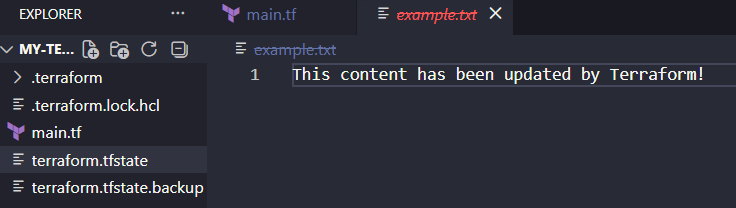 EXPLORER
···
main.tf
example.txt
MY-TE...
example.txt
1 This content has been updated by Terraform!
.terraform
.terraform.lock.hcl
main.tf
terraform.tfstate
terraform.tfstate.backup